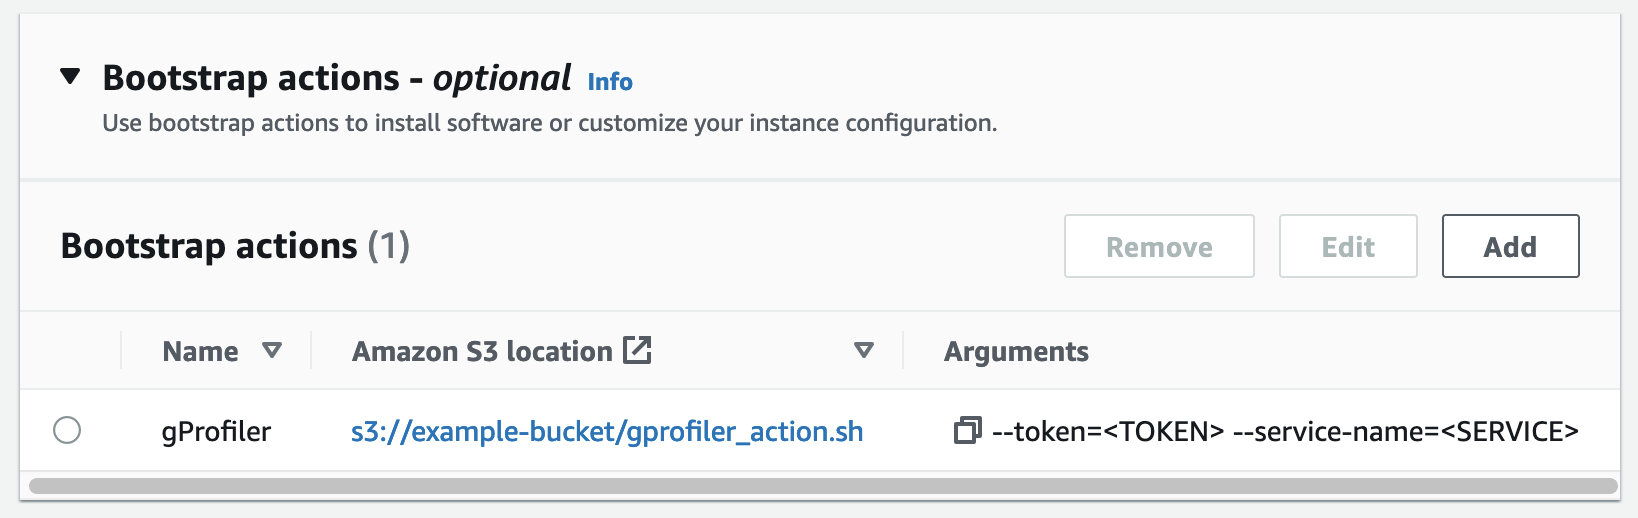 Bootstrap actions - optional Info
Use bootstrap actions to install software or customize your instance configuration.
Bootstrap actions (1)
Remove Edit Add
Name Amazon S3 location Arguments
gProfiler s3://example-bucket/gprofiler_action.sh --token=<TOKEN> --service-name=<SERVICE>